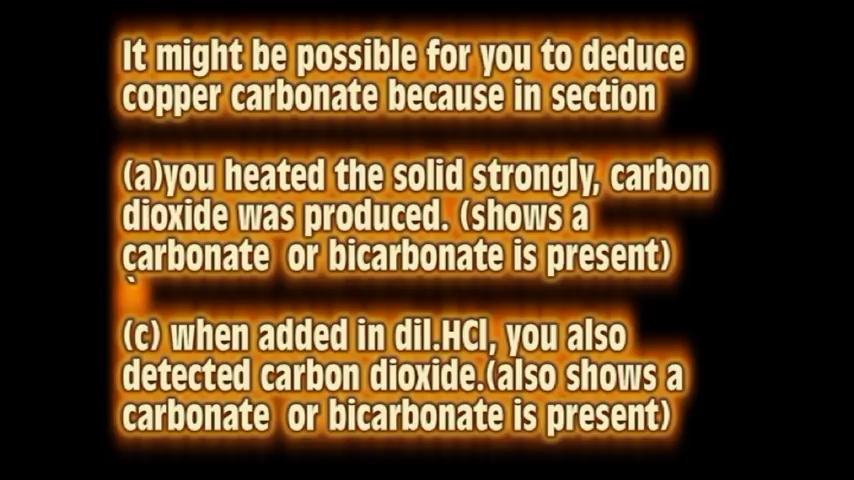 It might be possible for you to deduce
copper carbonate because in section
(a)you heated the solid strongly, carbon
dioxide was produced. (shows a
carbonate or bicarbonate is present)
`
(c) when added in dil.HCl, you also
detected carbon dioxide.(also shows a
carbonate or bicarbonate is present)